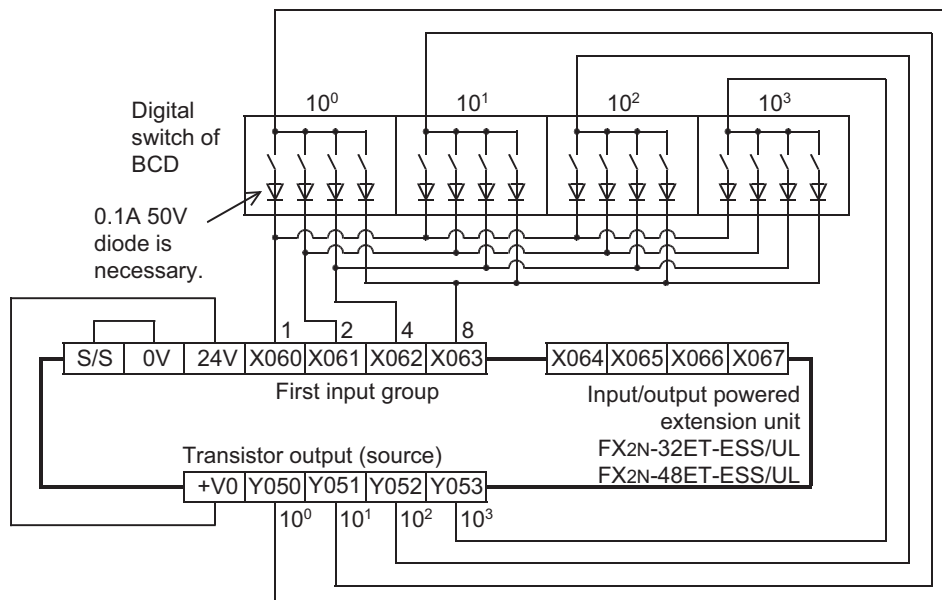 10⁰ 10¹ 10² 10³
Digital
switch of
BCD
0.1A 50V
diode is
necessary.
1 2 4 8
S/S 0V 24V X060 X061 X062 X063 X064 X065 X066 X067
First input group
Input/output powered
extension unit
FX2N-32ET-ESS/UL
FX2N-48ET-ESS/UL
Transistor output (source)
+V0 Y050 Y051 Y052 Y053
10⁰ 10¹ 10² 10³